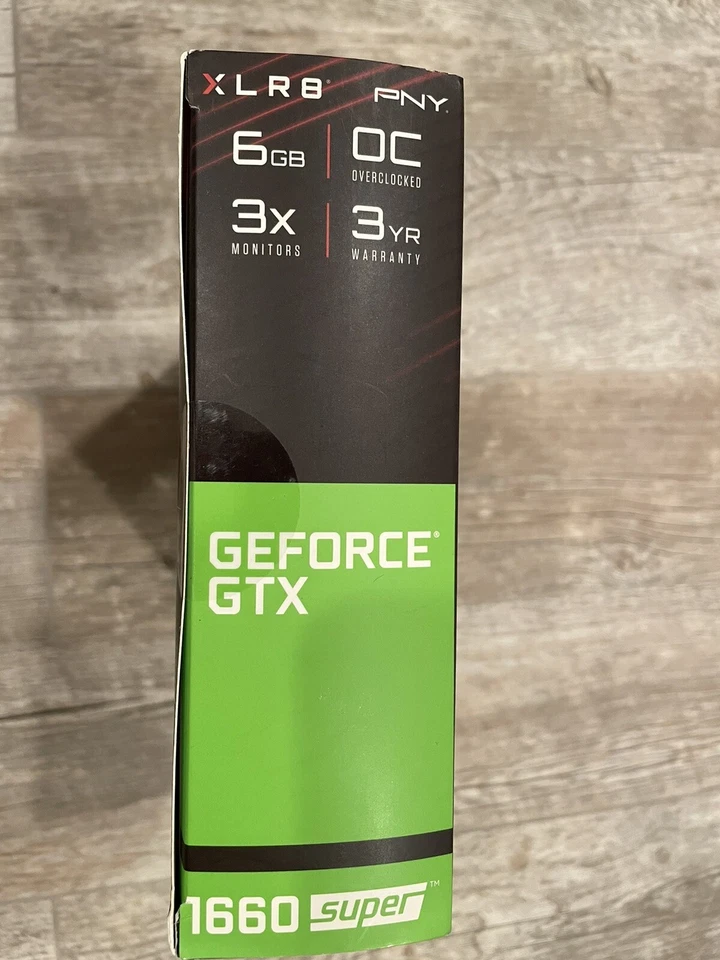 XLR8® PNY®
6GB OC
OVERCLOCKED
3X 3YR
MONITORS WARRANTY
GEFORCE®
GTX
1660 SUPER™